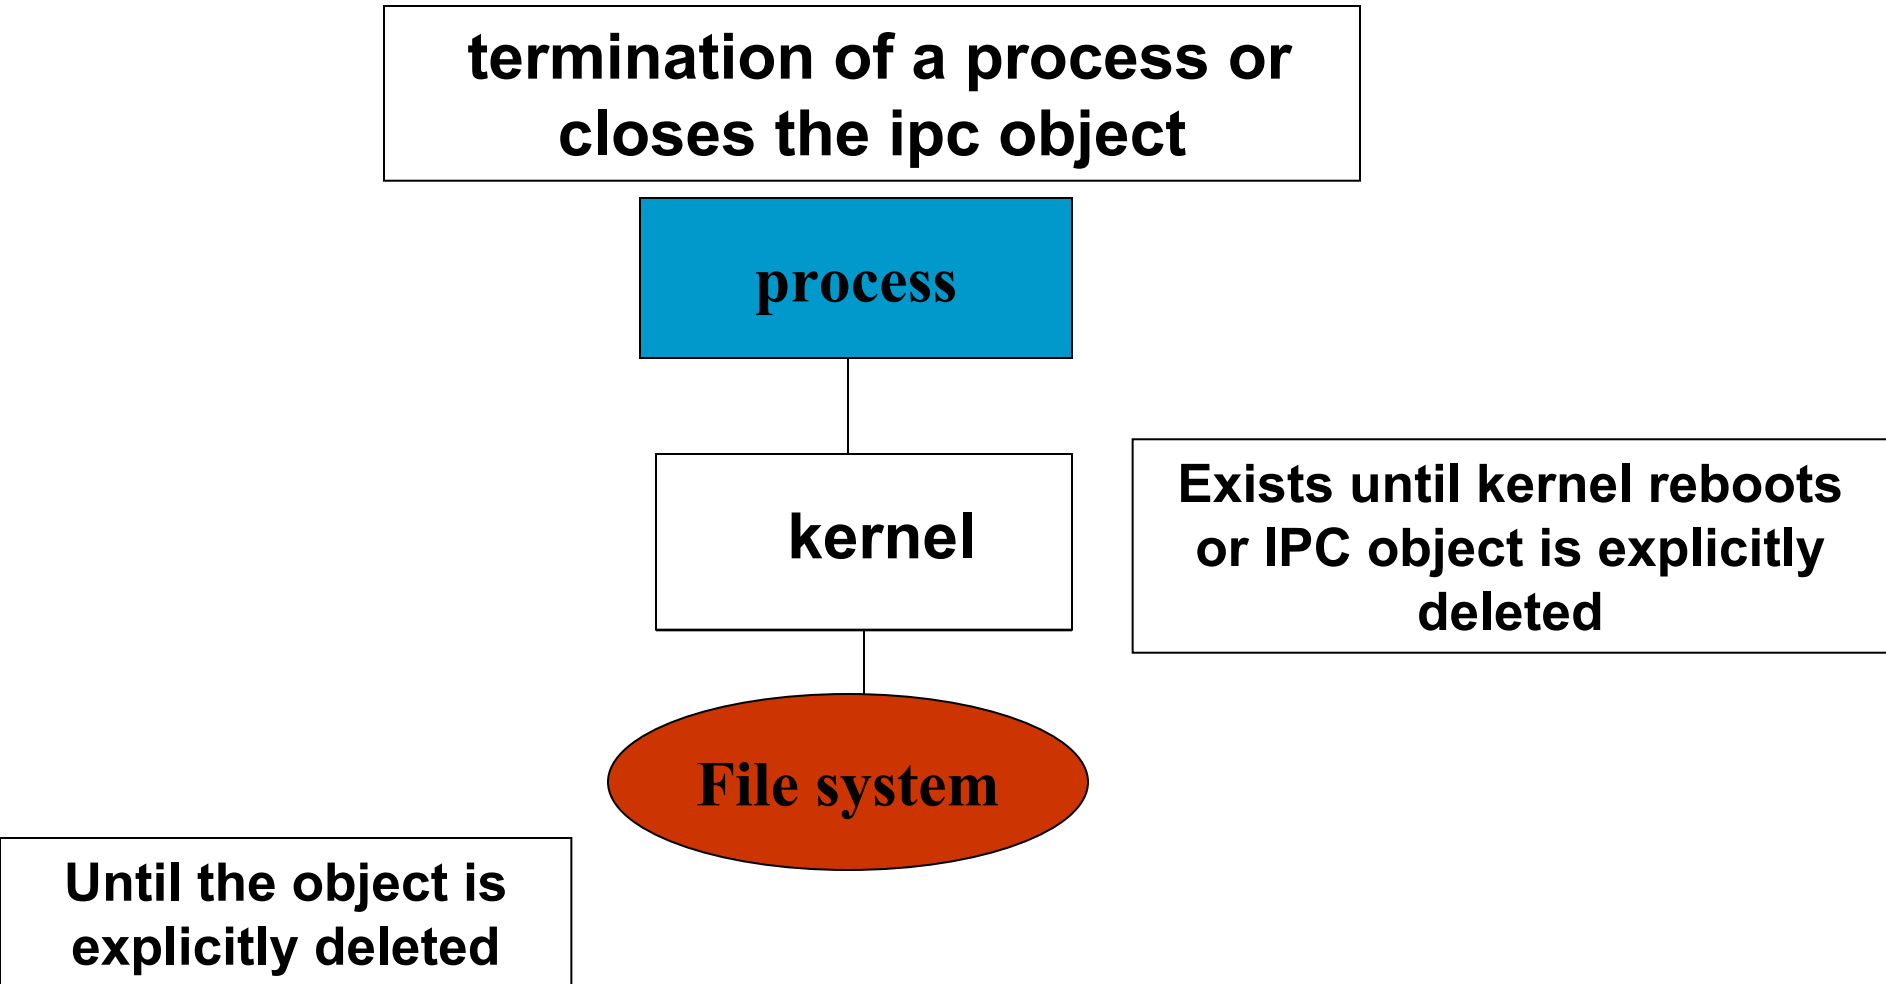 termination of a process or
closes the ipc object
process
kernel
Exists until kernel reboots
or IPC object is explicitly
deleted
File system
Until the object is
explicitly deleted